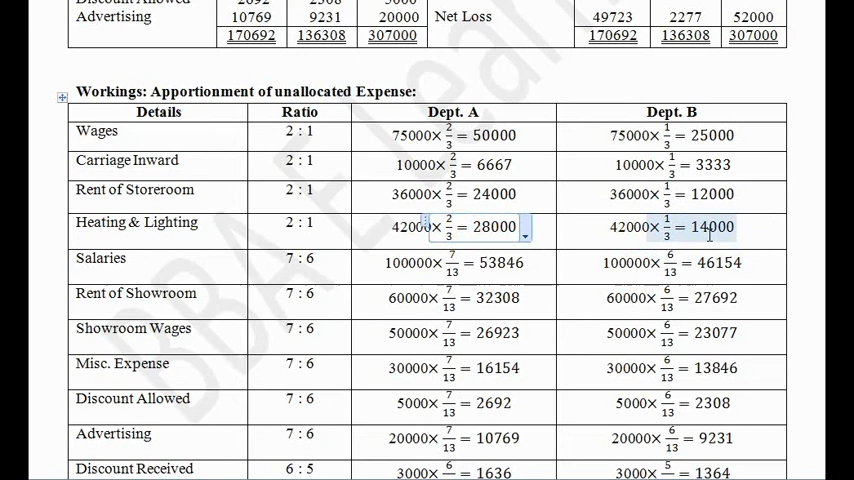 Discount Allowed 2692 2308 5000
Advertising 10769 9231 20000 Net Loss 49723 2277 52000
170692 136308 307000 170692 136308 307000
Workings: Apportionment of unallocated Expense:
Details Ratio Dept. A Dept. B
Wages 2 : 1 75000× 2/3 = 50000 75000× 1/3 = 25000
Carriage Inward 2 : 1 10000× 2/3 = 6667 10000× 1/3 = 3333
Rent of Storeroom 2 : 1 36000× 2/3 = 24000 36000× 1/3 = 12000
Heating & Lighting 2 : 1 42000× 2/3 = 28000 42000× 1/3 = 14000
Salaries 7 : 6 100000× 7/13 = 53846 100000× 6/13 = 46154
Rent of Showroom 7 : 6 60000× 7/13 = 32308 60000× 6/13 = 27692
Showroom Wages 7 : 6 50000× 7/13 = 26923 50000× 6/13 = 23077
Misc. Expense 7 : 6 30000× 7/13 = 16154 30000× 6/13 = 13846
Discount Allowed 7 : 6 5000× 7/13 = 2692 5000× 6/13 = 2308
Advertising 7 : 6 20000× 7/13 = 10769 20000× 6/13 = 9231
Discount Received 6 : 5 3000× 6 = 1636 3000× 5 = 1364
BBA E Learn